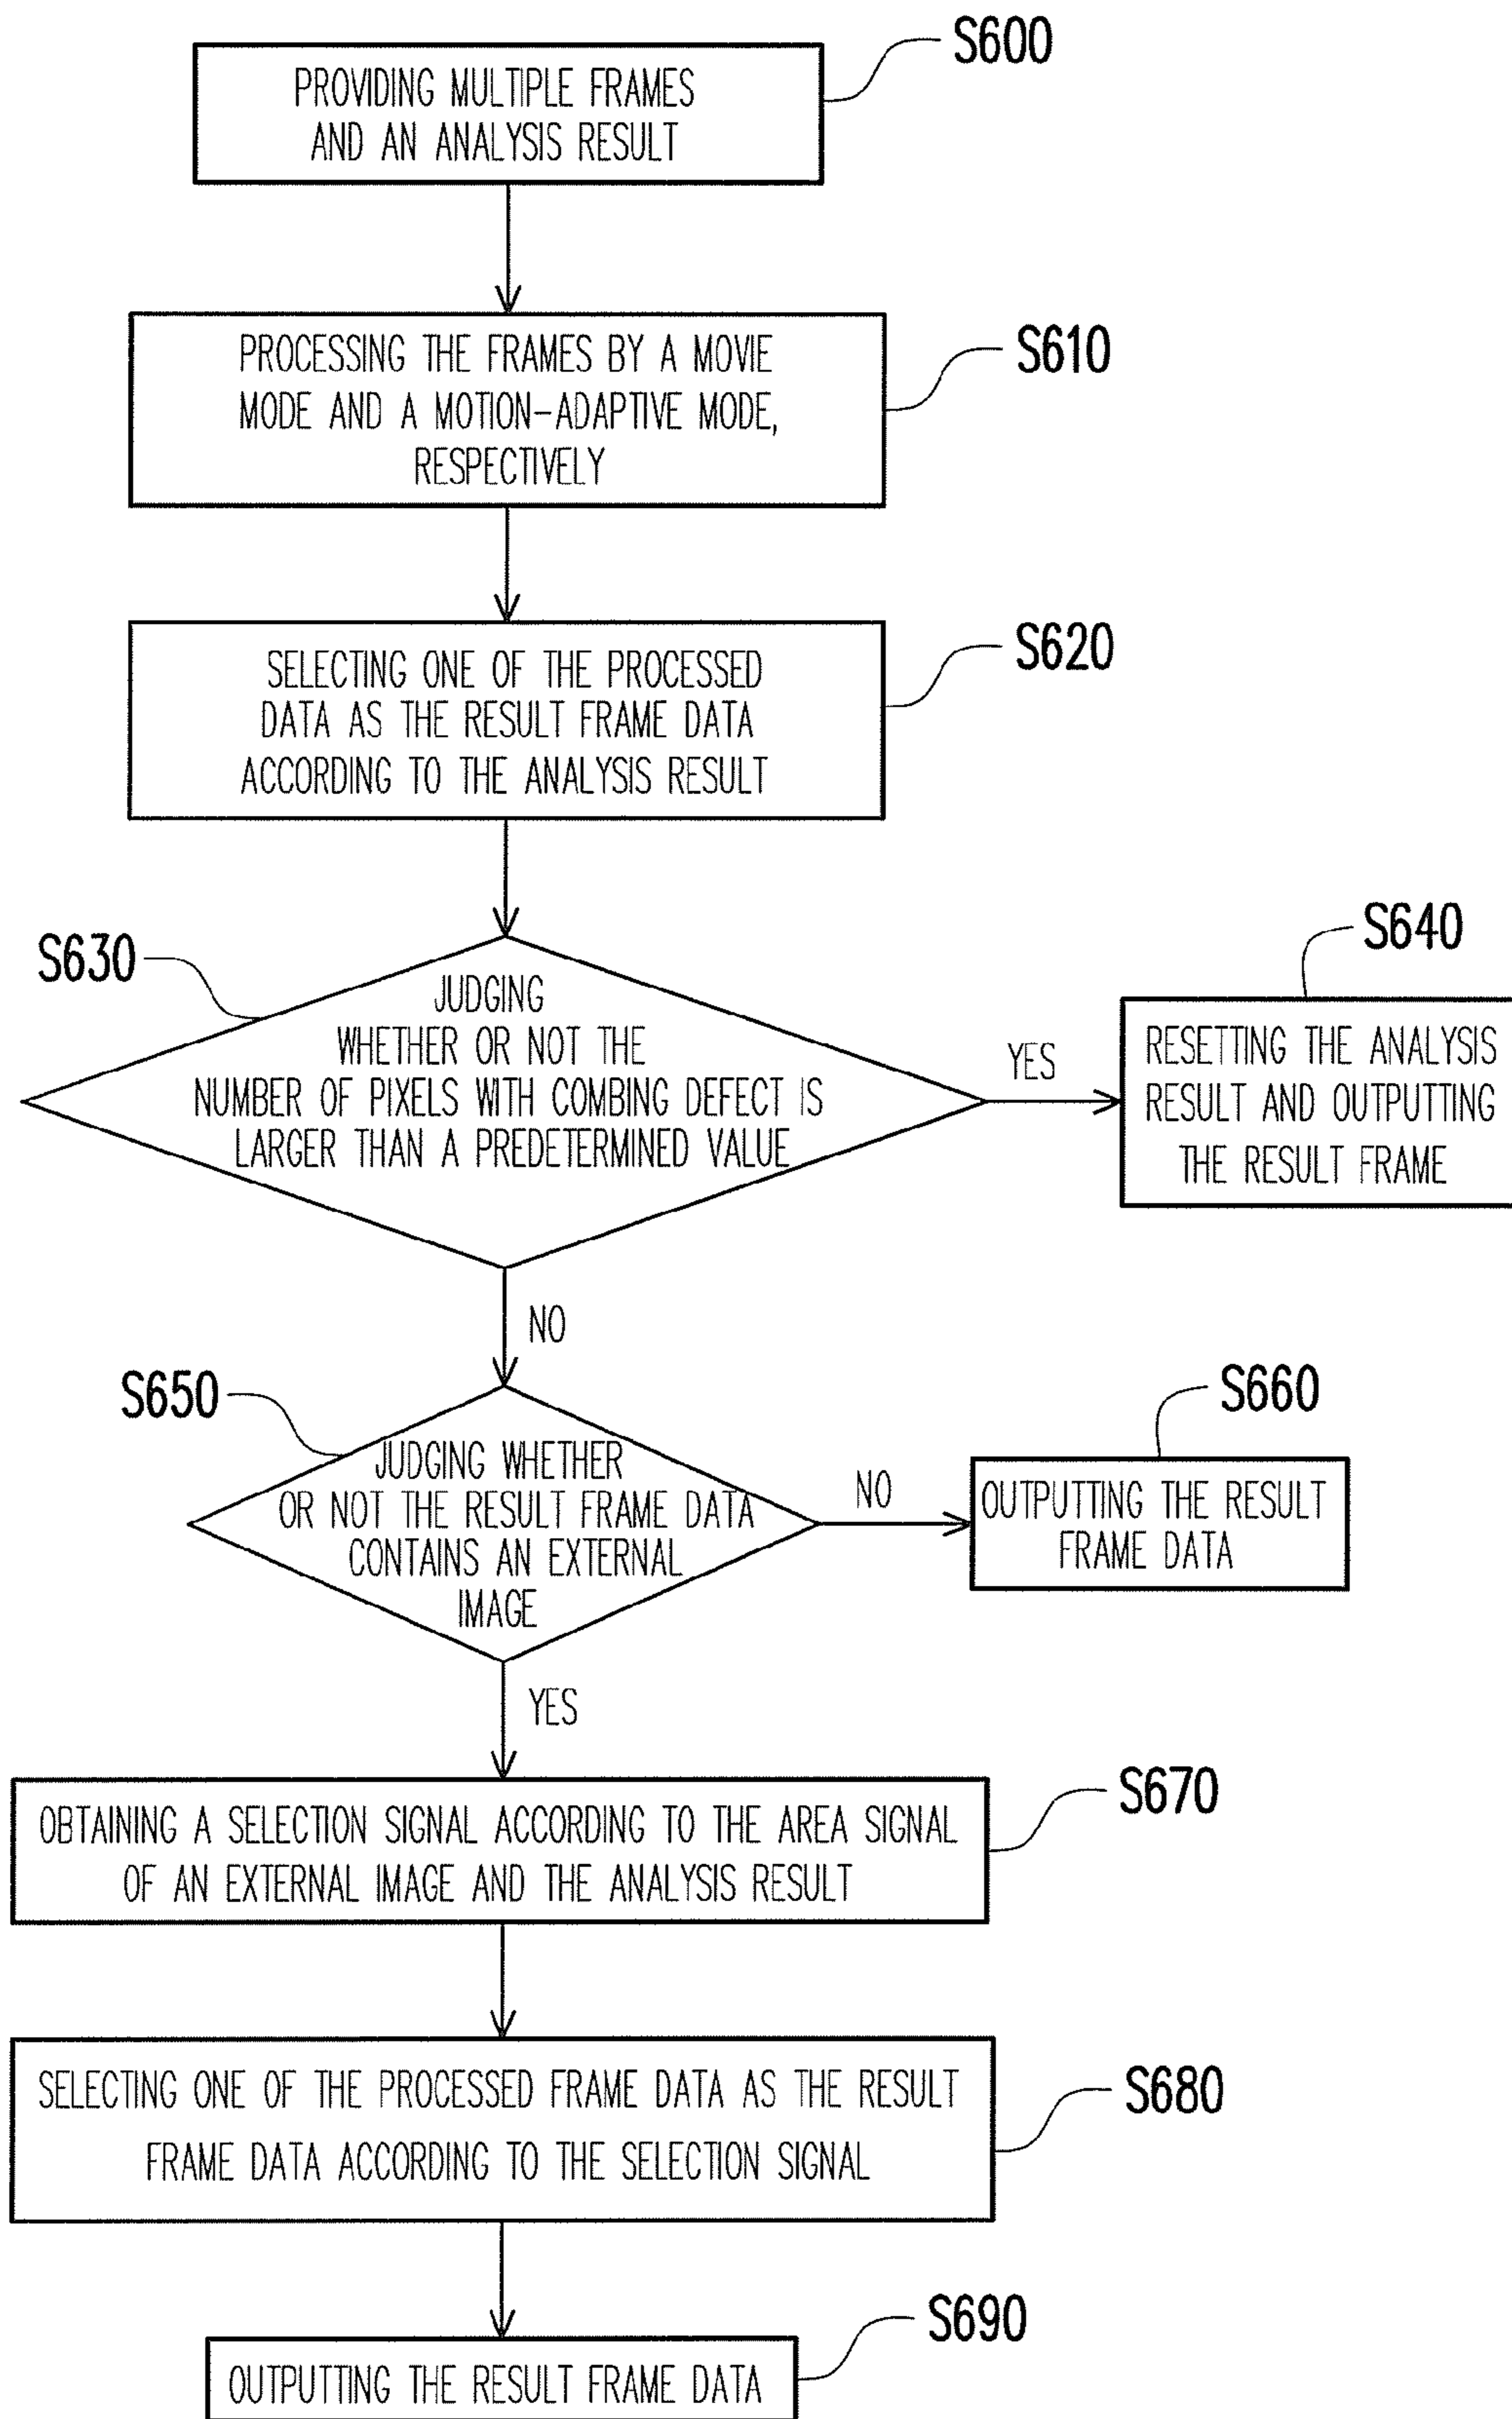 S600
PROVIDING MULTIPLE FRAMES
AND AN ANALYSIS RESULT
S610
PROCESSING THE FRAMES BY A MOVIE
MODE AND A MOTION-ADAPTIVE MODE,
RESPECTIVELY
S620
SELECTING ONE OF THE PROCESSED
DATA AS THE RESULT FRAME DATA
ACCORDING TO THE ANALYSIS RESULT
S630
JUDGING
WHETHER OR NOT THE
NUMBER OF PIXELS WITH COMBING DEFECT IS
LARGER THAN A PREDETERMINED VALUE
YES
S640
RESETTING THE ANALYSIS
RESULT AND OUTPUTTING
THE RESULT FRAME
NO
S650
JUDGING WHETHER
OR NOT THE RESULT FRAME DATA
CONTAINS AN EXTERNAL
IMAGE
NO
S660
OUTPUTTING THE RESULT
FRAME DATA
YES
S670
OBTAINING A SELECTION SIGNAL ACCORDING TO THE AREA SIGNAL
OF AN EXTERNAL IMAGE AND THE ANALYSIS RESULT
S680
SELECTING ONE OF THE PROCESSED FRAME DATA AS THE RESULT
FRAME DATA ACCORDING TO THE SELECTION SIGNAL
S690
OUTPUTTING THE RESULT FRAME DATA